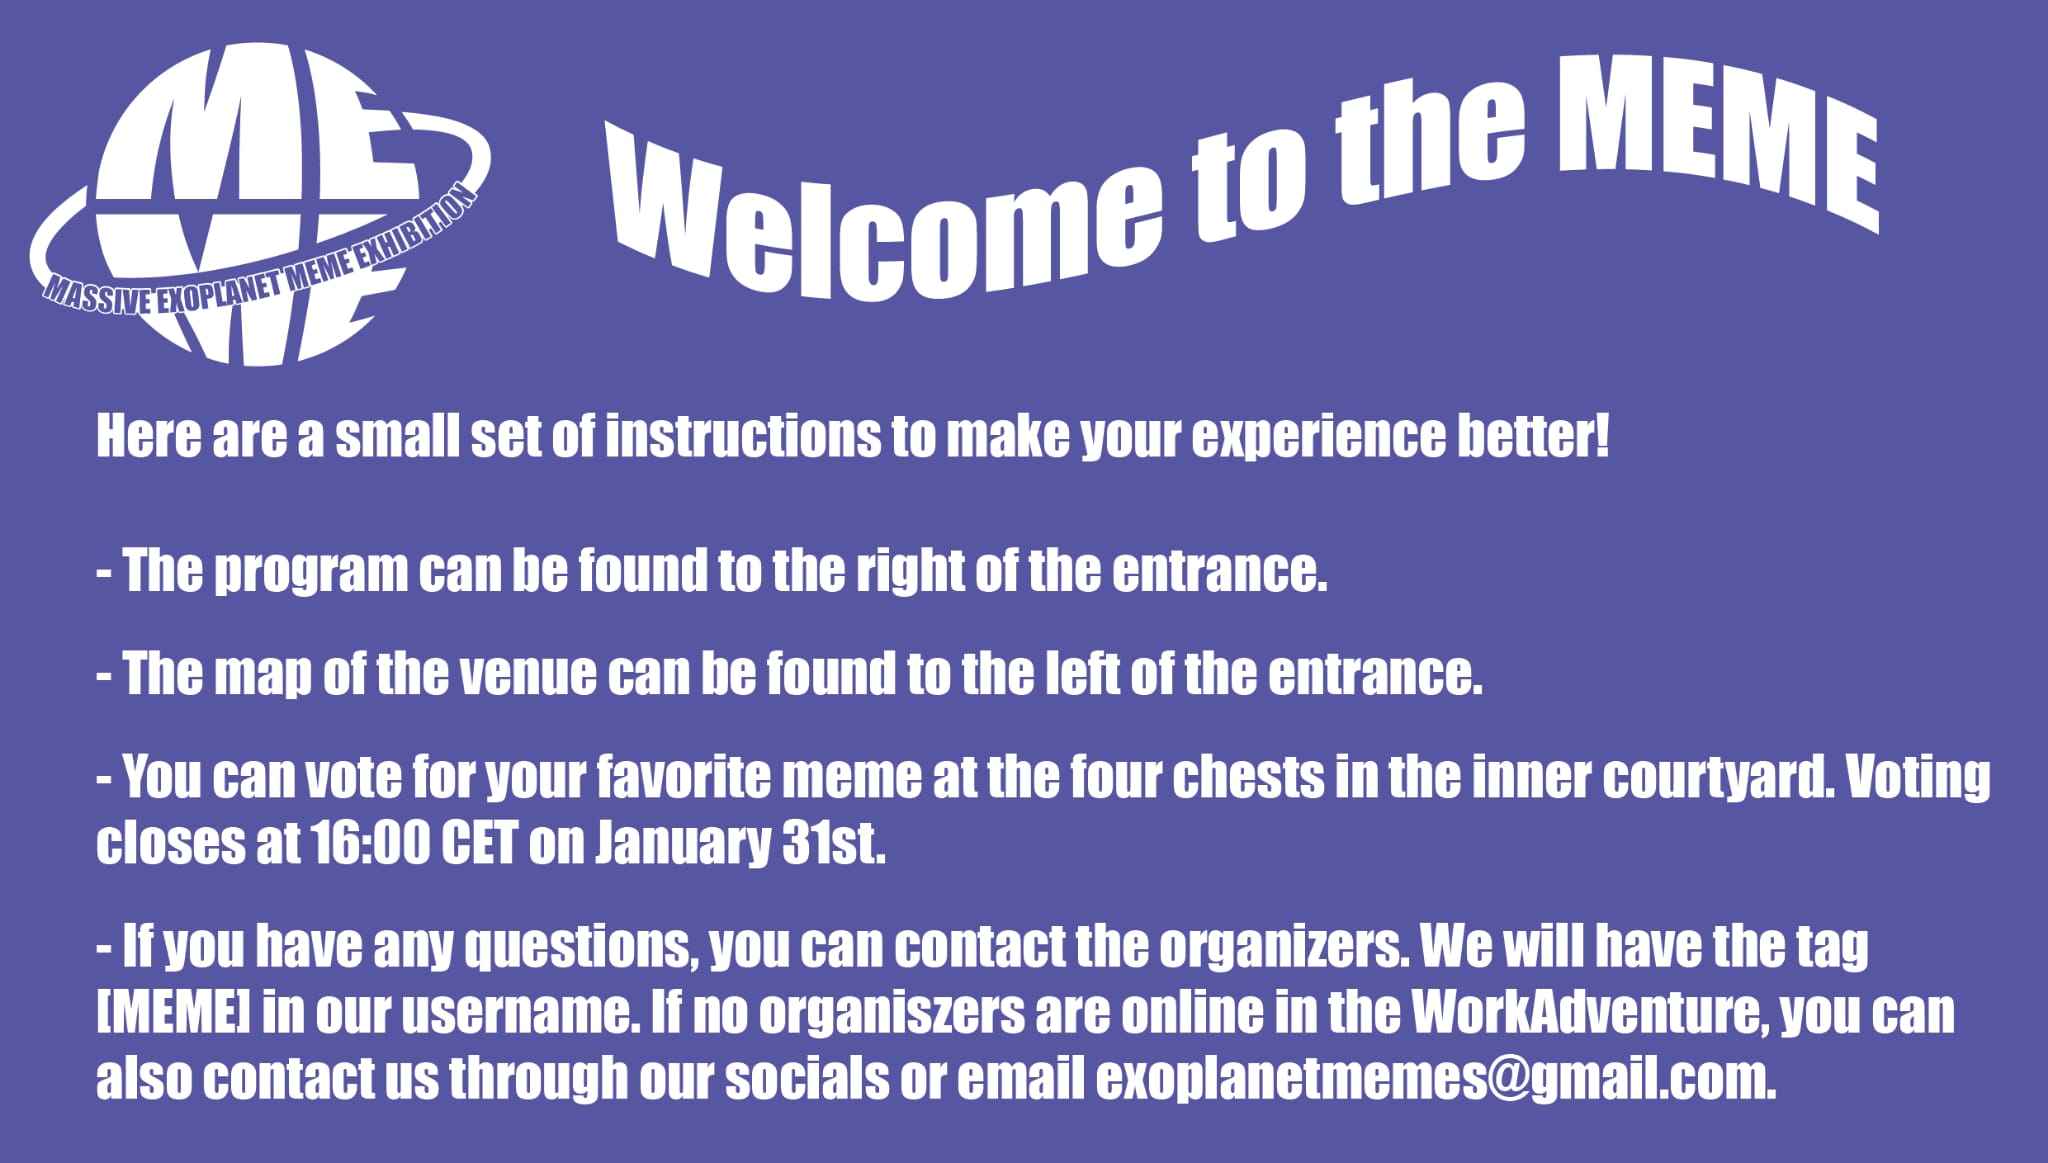 ME
ME
MASSIVE EXOPLANET MEME EXHIBITION
Welcome to the MEME
Here are a small set of instructions to make your experience better!
- The program can be found to the right of the entrance.
- The map of the venue can be found to the left of the entrance.
- You can vote for your favorite meme at the four chests in the inner courtyard. Voting
closes at 16:00 CET on January 31st.
- If you have any questions, you can contact the organizers. We will have the tag
[MEME] in our username. If no organiszers are online in the WorkAdventure, you can
also contact us through our socials or email exoplanetmemes@gmail.com.